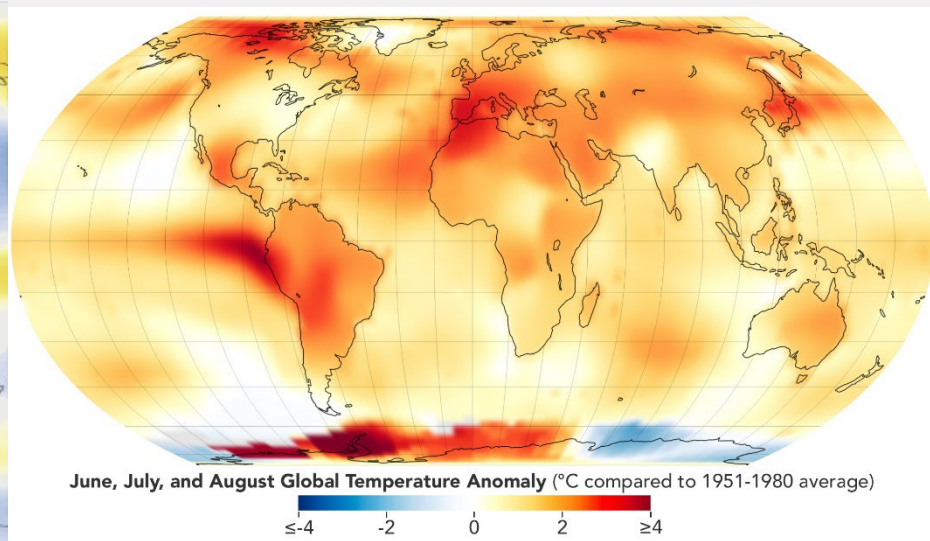 June, July, and August Global Temperature Anomaly (°C compared to 1951-1980 average)
≤-4 -2 0 2 ≥4